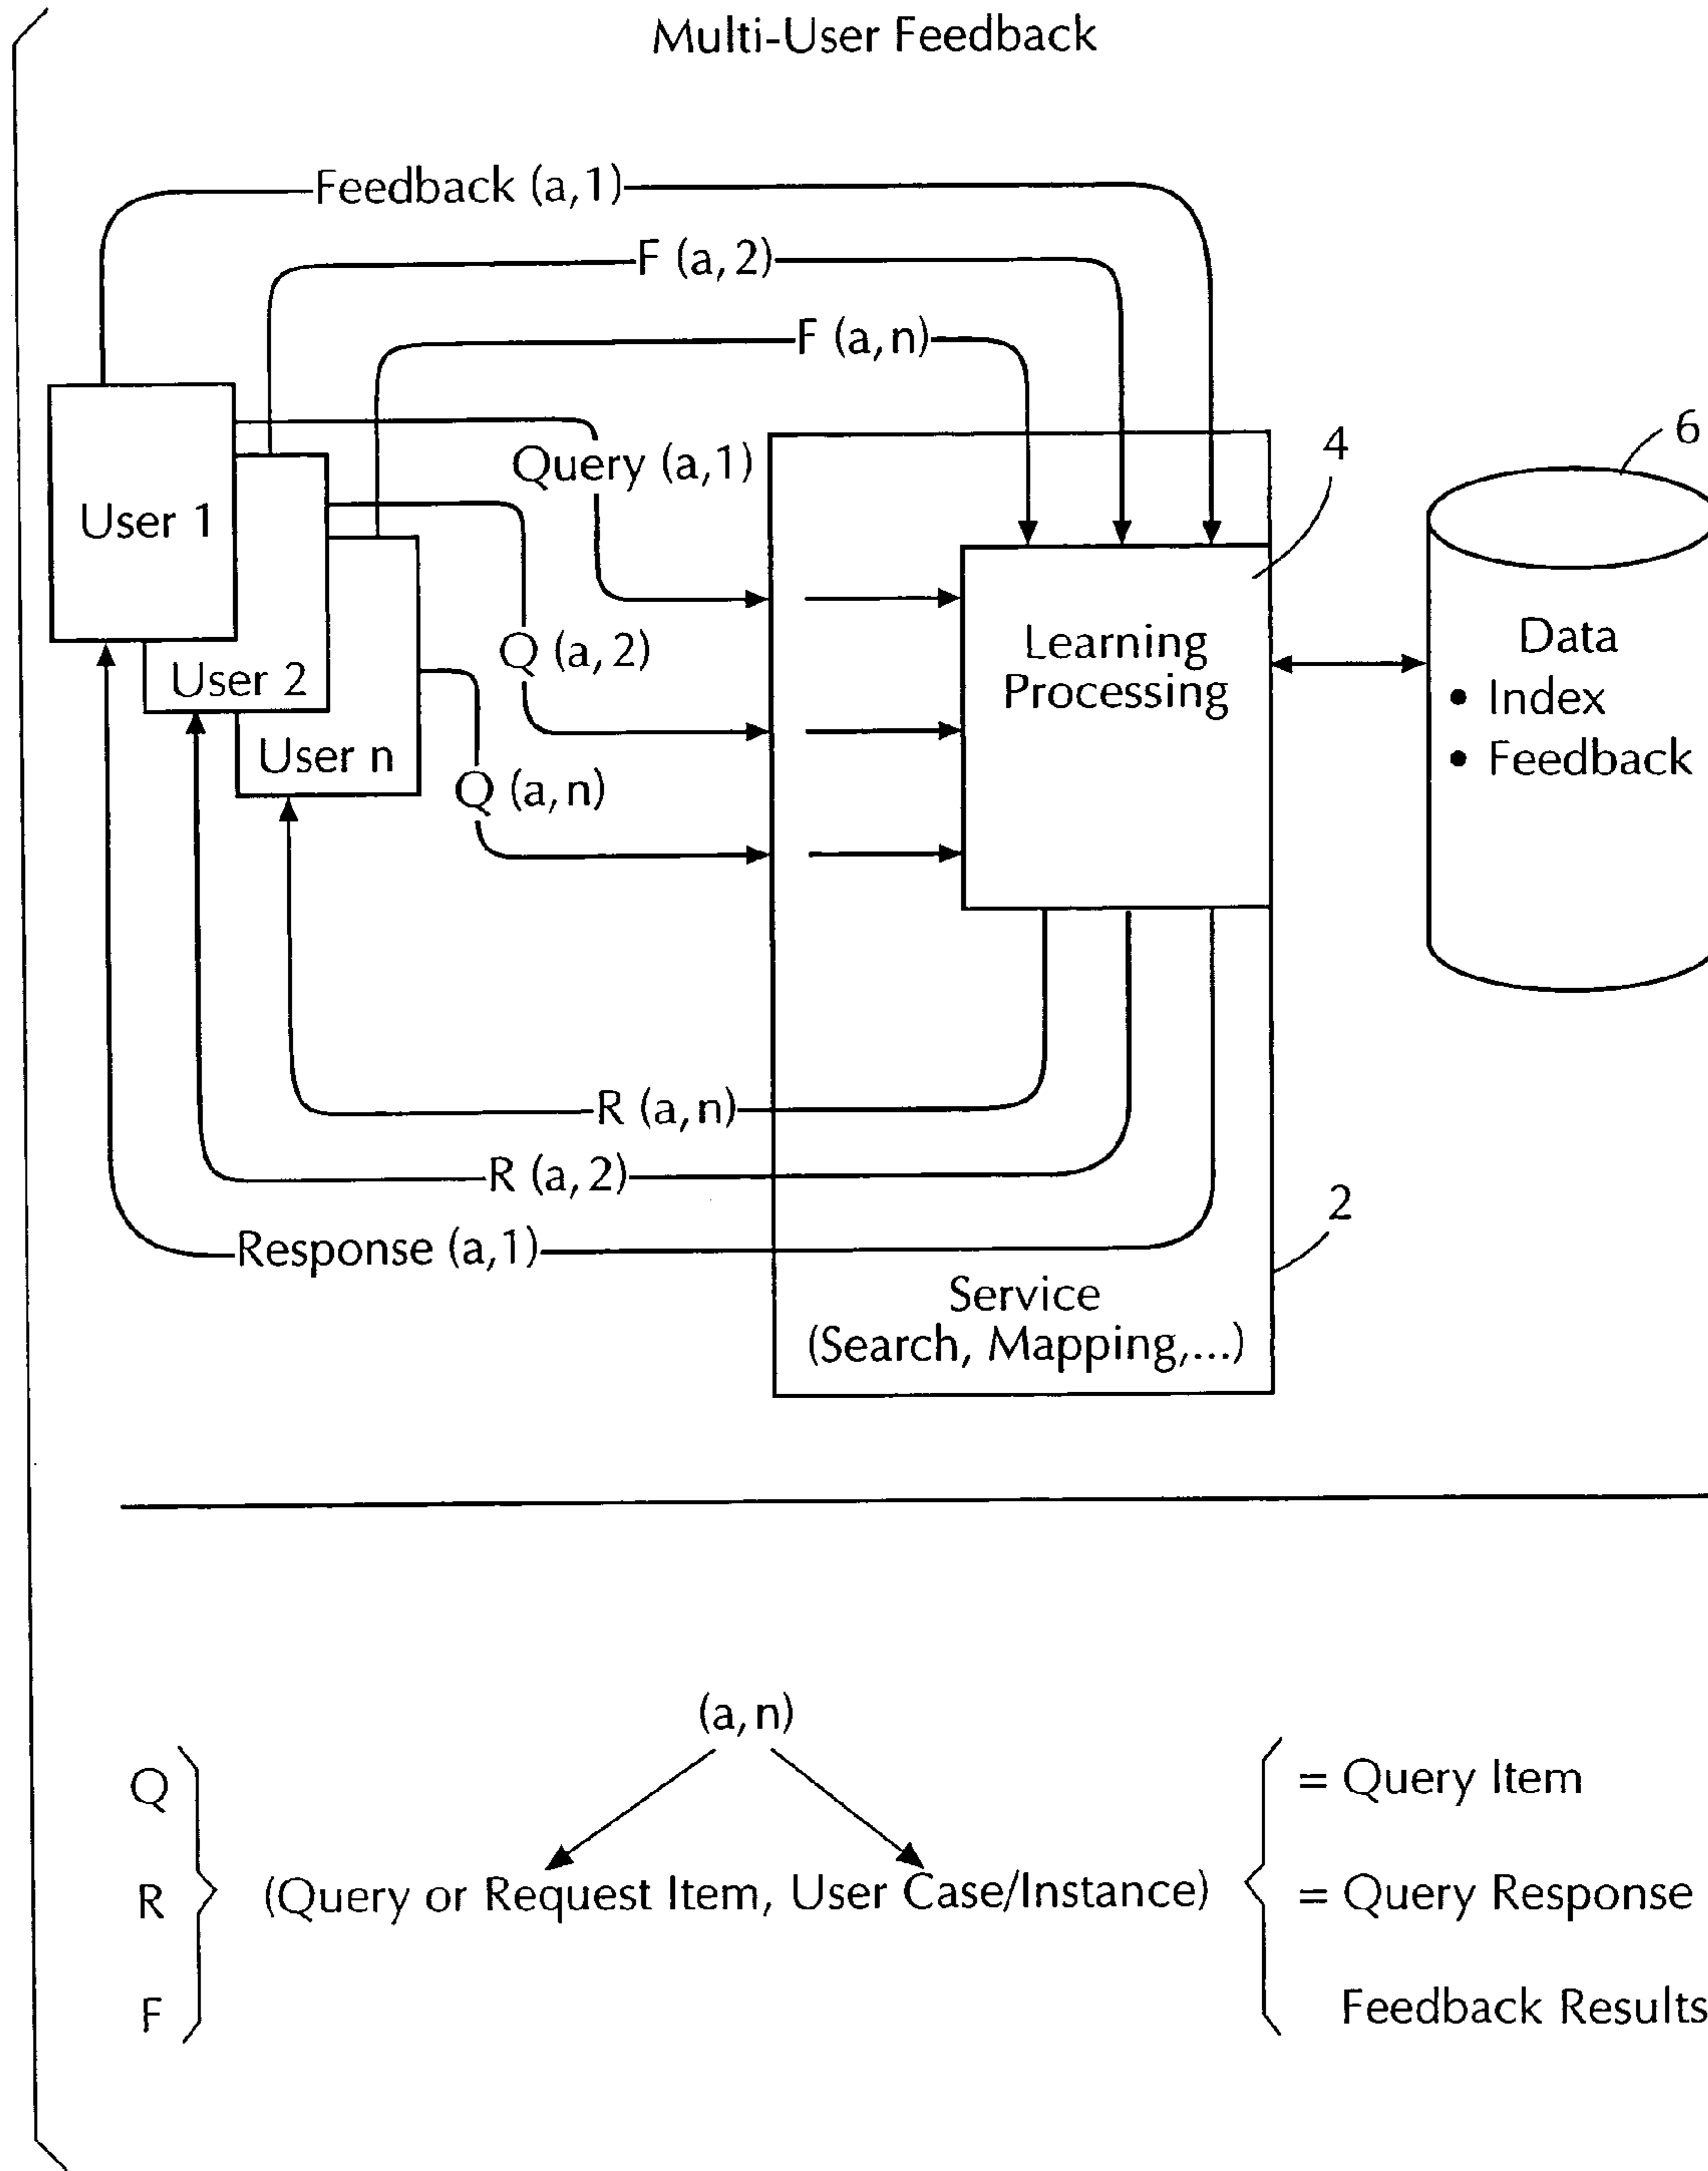 Multi-User Feedback
Feedback (a,1)
F (a, 2)
F (a, n)
6
4
Query (a,1)
User 1
Learning
Processing
Data
Q (a, 2)
User 2
• Index
User n
• Feedback
Q (a, n)
R (a, n)
R (a, 2)
2
Response (a,1)
Service
(Search, Mapping,...)
(a, n)
Q
= Query Item
R
(Query or Request Item, User Case/Instance)
= Query Response
F
Feedback Results